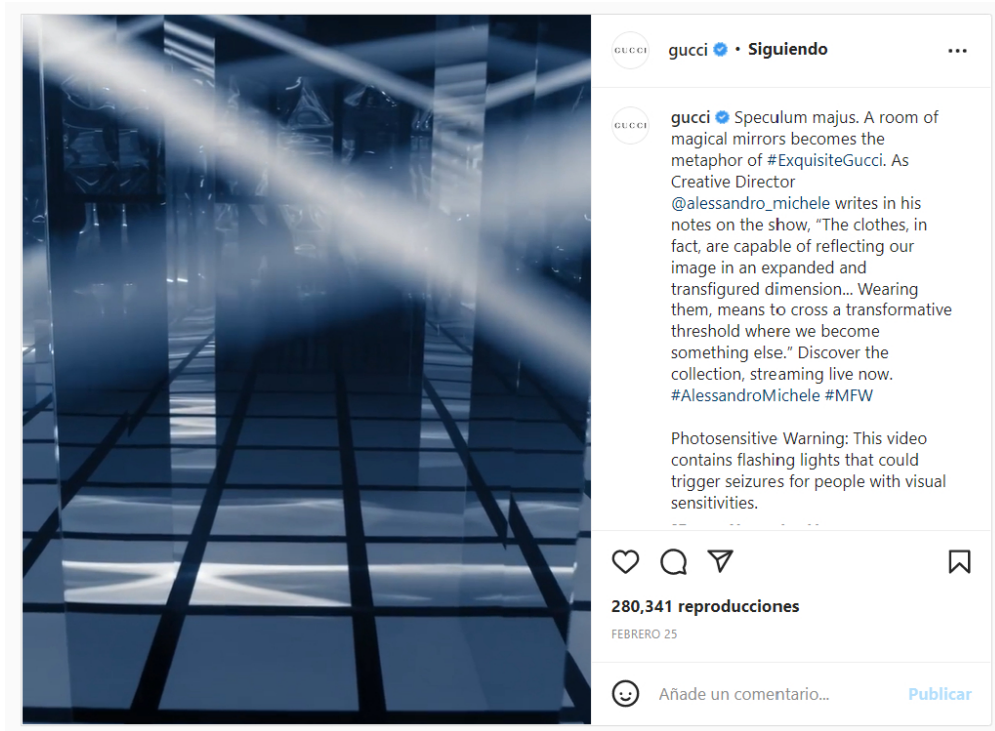 GUCCI
gucci • Siguiendo
GUCCI
gucci Speculum majus. A room of
magical mirrors becomes the
metaphor of #ExquisiteGucci. As
Creative Director
@alessandro_michele writes in his
notes on the show, “The clothes, in
fact, are capable of reflecting our
image in an expanded and
transfigured dimension... Wearing
them, means to cross a transformative
threshold where we become
something else.” Discover the
collection, streaming live now.
#AlessandroMichele #MFW
Photosensitive Warning: This video
contains flashing lights that could
trigger seizures for people with visual
sensitivities.
280,341 reproducciones
FEBRERO 25
Añade un comentario...
Publicar